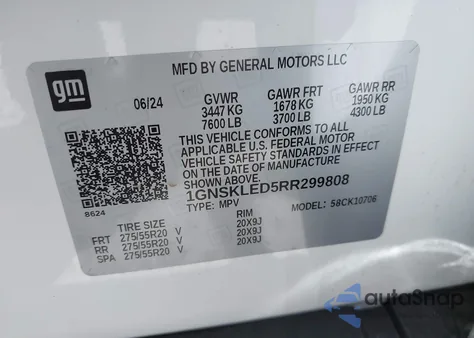 MFD BY GENERAL MOTORS LLC
gm
06/24
GVWR GAWR FRT GAWR RR
3447 KG 1678 KG 1950 KG
7600 LB 3700 LB 4300 LB
THIS VEHICLE CONFORMS TO ALL
APPLICABLE U.S. FEDERAL MOTOR
VEHICLE SAFETY STANDARDS IN EFFECT
ON THE DATE OF MANUFACTURE
1GNSKLED5RR299808
8624
TYPE: MPV MODEL: 58CK10706
TIRE SIZE RIM
FRT 275/55R20 V 20X9J
RR 275/55R20 V 20X9J
SPA 275/55R20 V 20X9J
autoSnap